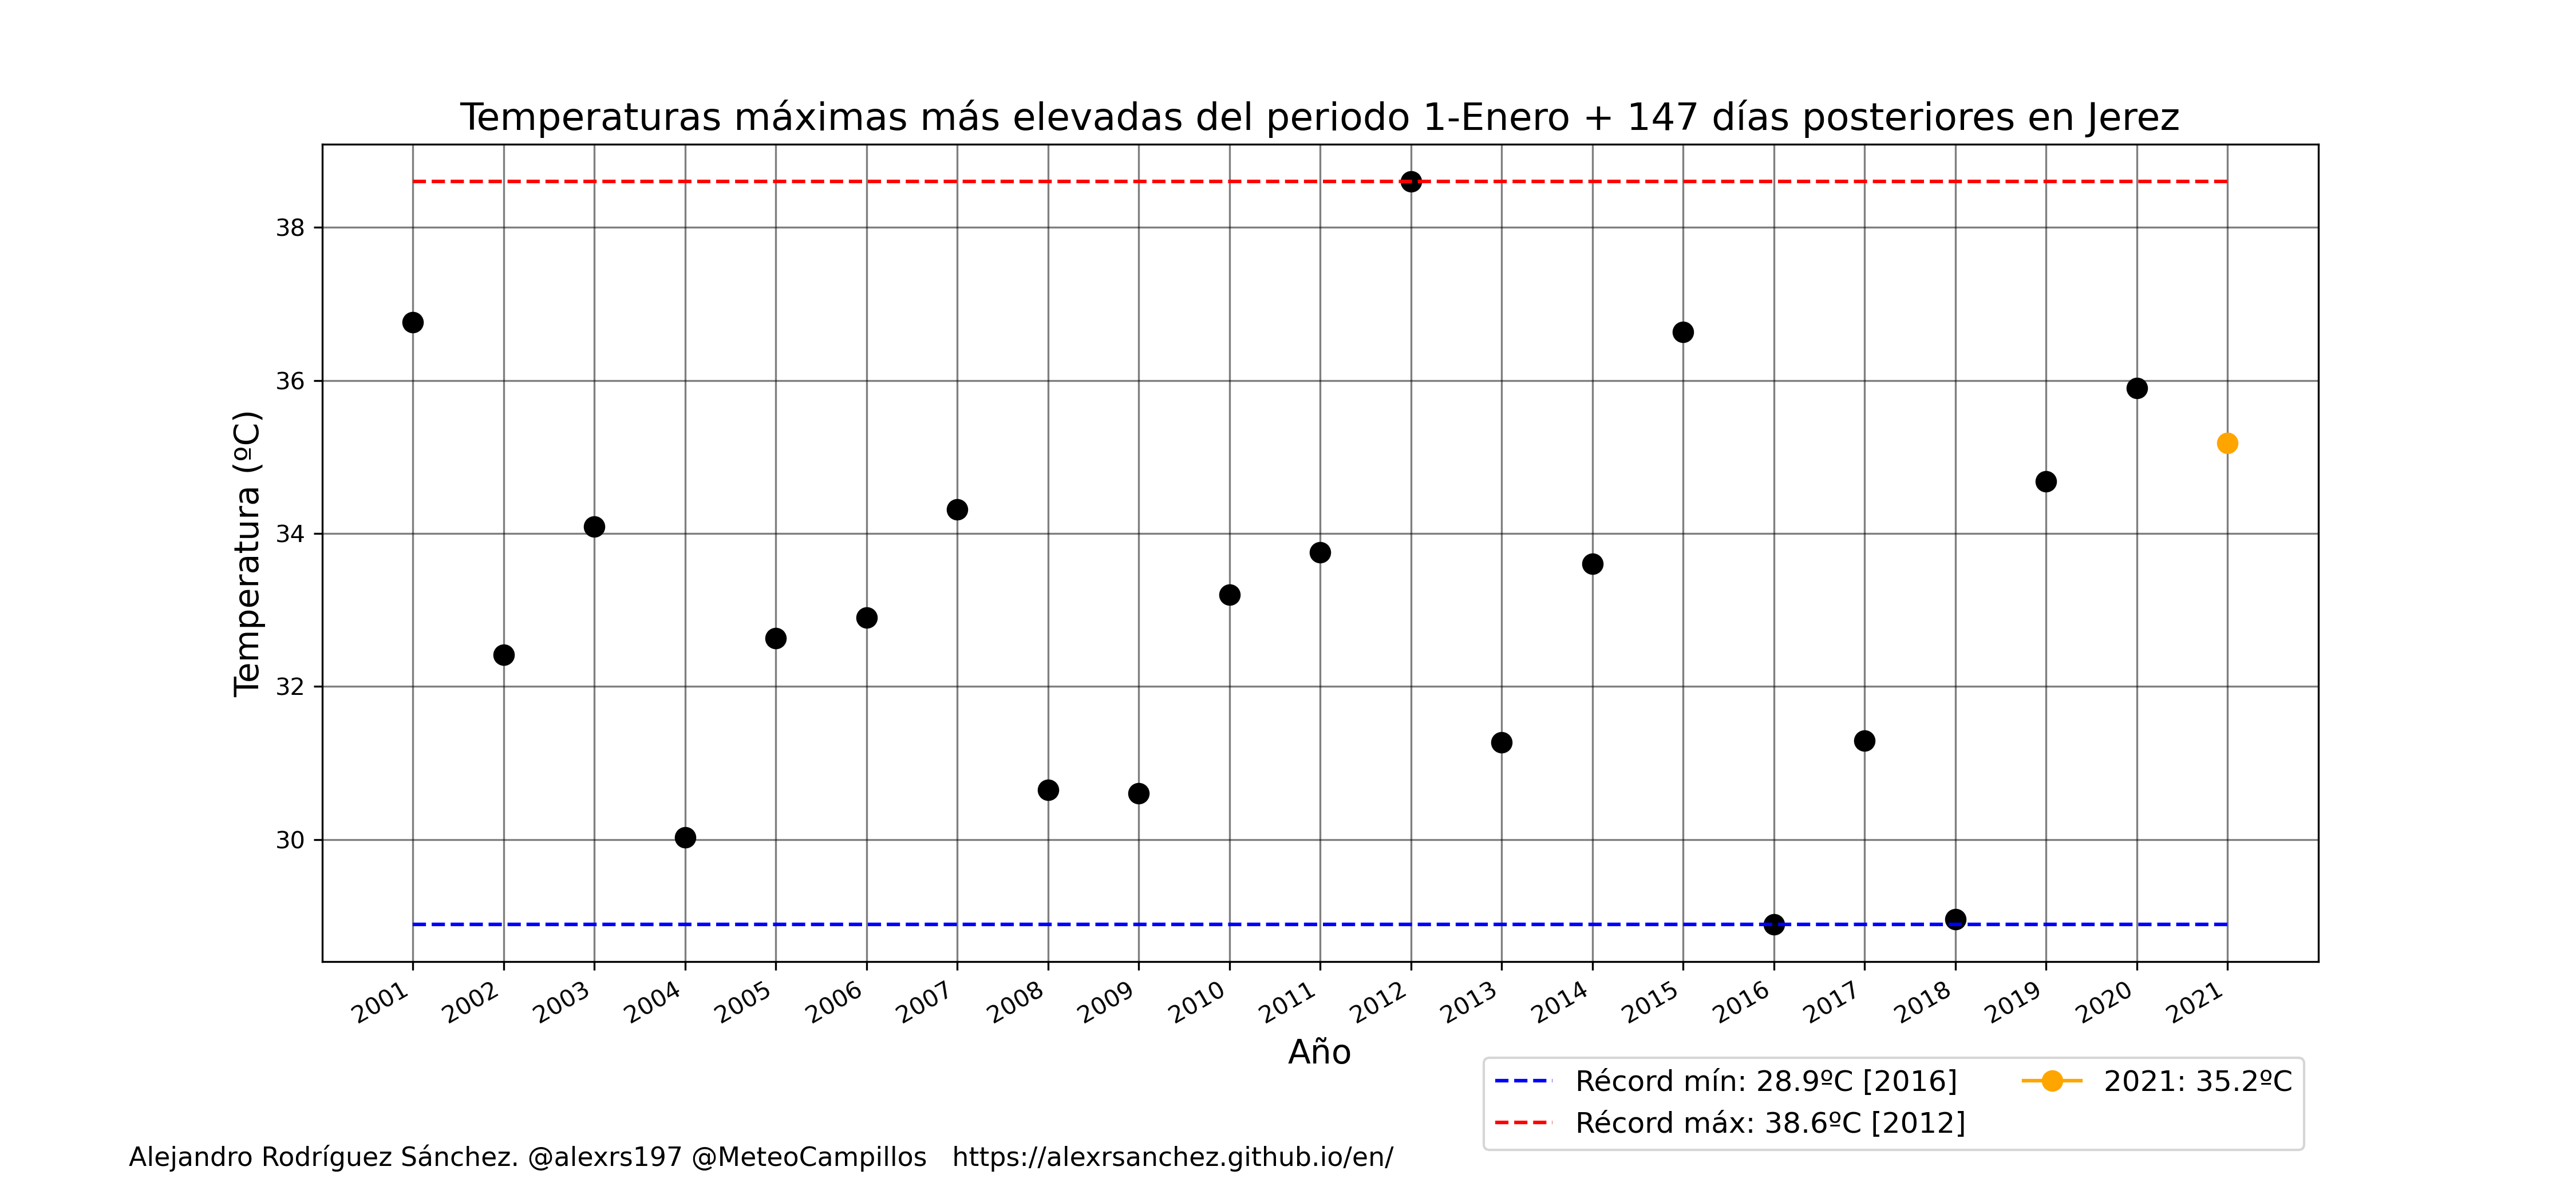 Temperaturas máximas más elevadas del periodo 1-Enero + 147 días posteriores en Jerez
Temperatura (ºC)
38
36
34
32
30
2001 2002 2003 2004 2005 2006 2007 2008 2009 2010 2011 2012 2013 2014 2015 2016 2017 2018 2019 2020 2021
Año
Récord mín: 28.9ºC [2016]
Récord máx: 38.6ºC [2012]
2021: 35.2ºC
Alejandro Rodríguez Sánchez. @alexrs197 @MeteoCampillos https://alexrsanchez.github.io/en/